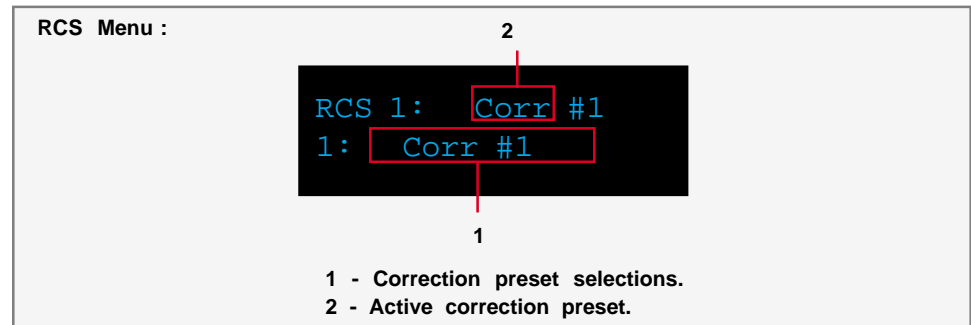 RCS Menu :
2
RCS 1: Corr #1
1: Corr #1
1
1 - Correction preset selections.
2 - Active correction preset.